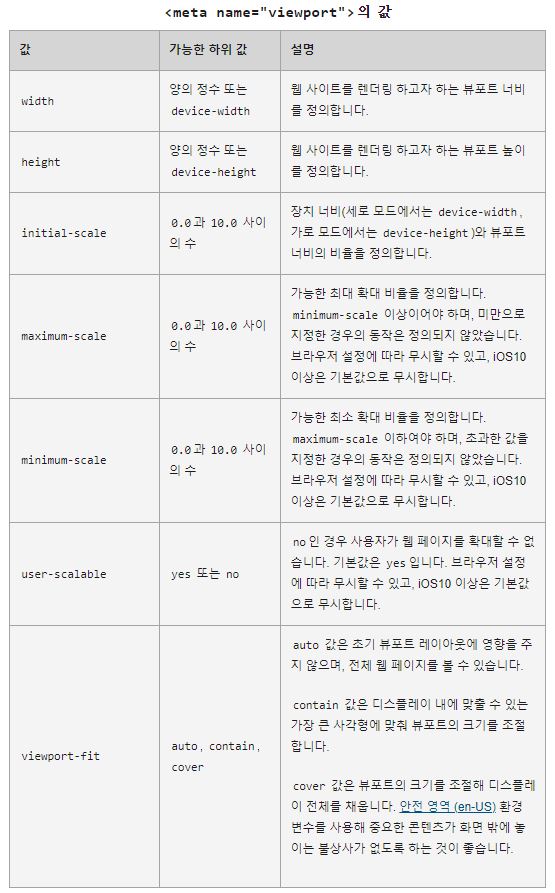 <meta name="viewport">의 값
값
가능한 하위 값
설명
width
양의 정수 또는
device-width
웹 사이트를 렌더링 하고자 하는 뷰포트 너비
를 정의합니다.
height
양의 정수 또는
device-height
웹 사이트를 렌더링 하고자 하는 뷰포트 높이
를 정의합니다.
initial-scale
0.0과 10.0 사이
의 수
장치 너비(세로 모드에서는 device-width,
가로 모드에서는 device-height)와 뷰포트
너비의 비율을 정의합니다.
maximum-scale
0.0과 10.0 사이
의 수
가능한 최대 확대 비율을 정의합니다.
minimum-scale 이상이어야 하며, 미만으로
지정한 경우의 동작은 정의되지 않았습니다.
브라우저 설정에 따라 무시할 수 있고, iOS10
이상은 기본값으로 무시합니다.
minimum-scale
0.0과 10.0 사이
의 수
가능한 최소 확대 비율을 정의합니다.
maximum-scale 이하여야 하며, 초과한 값을
지정한 경우의 동작은 정의되지 않았습니다.
브라우저 설정에 따라 무시할 수 있고, iOS10
이상은 기본값으로 무시합니다.
user-scalable
yes 또는 no
no인 경우 사용자가 웹 페이지를 확대할 수 없
습니다. 기본값은 yes입니다. 브라우저 설정
에 따라 무시할 수 있고, iOS10 이상은 기본값
으로 무시합니다.
viewport-fit
auto, contain,
cover
auto 값은 초기 뷰포트 레이아웃에 영향을 주
지 않으며, 전체 웹 페이지를 볼 수 있습니다.
contain 값은 디스플레이 내에 맞출 수 있는
가장 큰 사각형에 맞춰 뷰포트의 크기를 조절
합니다.
cover 값은 뷰포트의 크기를 조절해 디스플레
이 전체를 채웁니다. 안전 영역 (en-US) 환경
변수를 사용해 중요한 콘텐츠가 화면 밖에 놓
이는 불상사가 없도록 하는 것이 좋습니다.